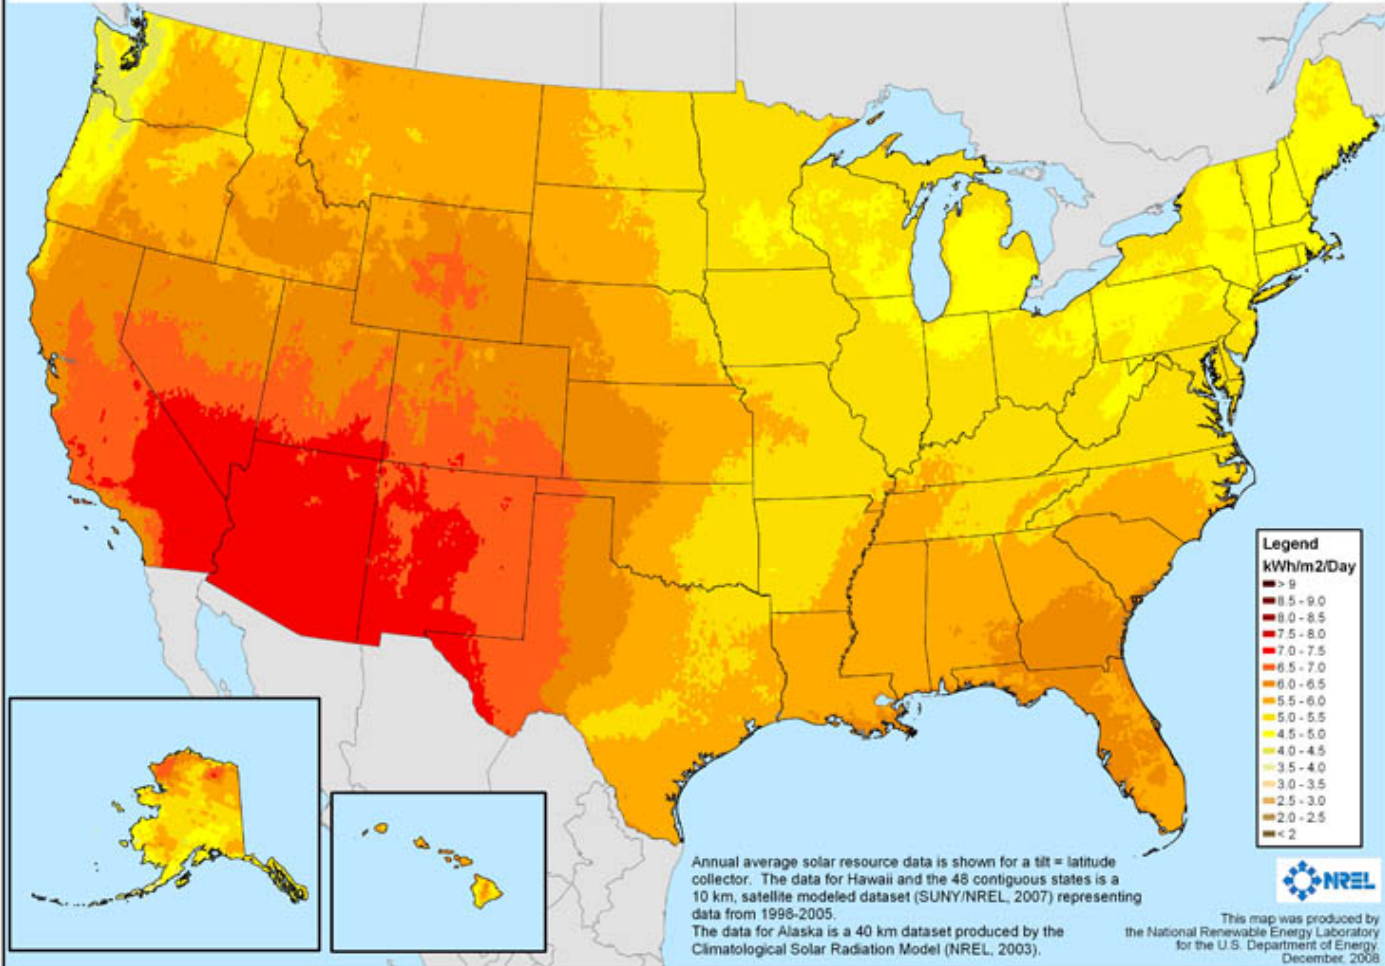 Legend
kWh/m2/Day
> 9
8.5 - 9.0
8.0 - 8.5
7.5 - 8.0
7.0 - 7.5
6.5 - 7.0
6.0 - 6.5
5.5 - 6.0
5.0 - 5.5
4.5 - 5.0
4.0 - 4.5
3.5 - 4.0
3.0 - 3.5
2.5 - 3.0
2.0 - 2.5
< 2
Annual average solar resource data is shown for a tilt = latitude
collector. The data for Hawaii and the 48 contiguous states is a
10 km, satellite modeled dataset (SUNY/NREL, 2007) representing
data from 1998-2005.
The data for Alaska is a 40 km dataset produced by the
Climatological Solar Radiation Model (NREL, 2003).
NREL
This map was produced by
the National Renewable Energy Laboratory
for the U.S. Department of Energy.
December, 2008